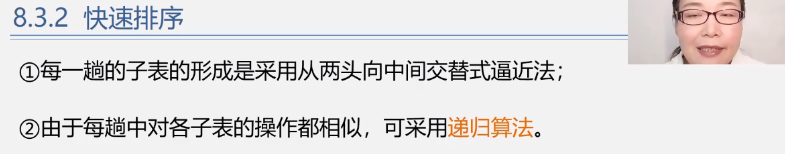 8.3.2 快速排序
①每一趟的子表的形成是采用从两头向中间交替式逼近法；
②由于每趟中对各子表的操作都相似，可采用递归算法。